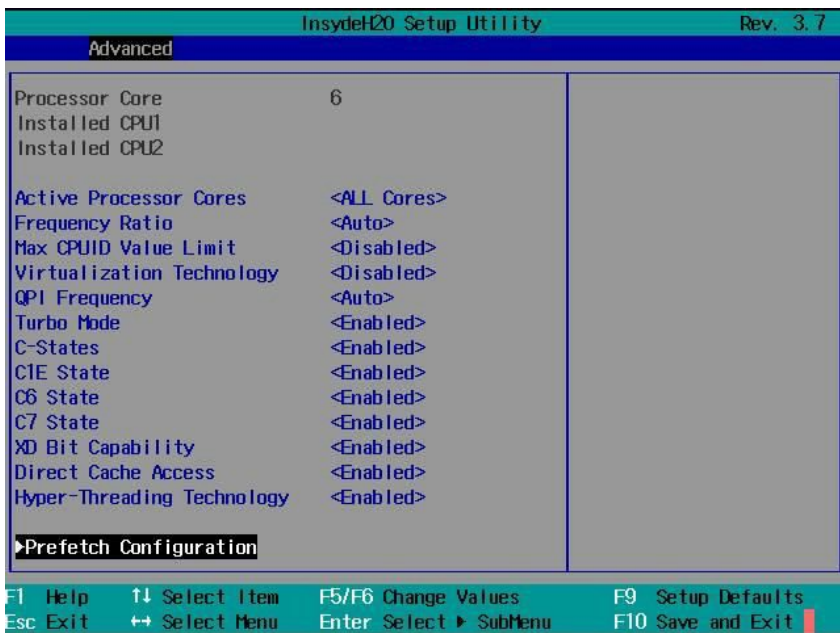 InsydeH2O Setup Utility Rev. 3.7
Advanced
Processor Core 6
Installed CPU1
Installed CPU2
Active Processor Cores <ALL Cores>
Frequency Ratio <Auto>
Max CPUID Value Limit <Disabled>
Virtualization Technology <Disabled>
QPI Frequency <Auto>
Turbo Mode <Enabled>
C-States <Enabled>
C1E State <Enabled>
C6 State <Enabled>
C7 State <Enabled>
XD Bit Capability <Enabled>
Direct Cache Access <Enabled>
Hyper-Threading Technology <Enabled>
▶Prefetch Configuration
F1 Help ↑↓ Select Item F5/F6 Change Values F9 Setup Defaults
Esc Exit ↔ Select Menu Enter Select ▶ SubMenu F10 Save and Exit